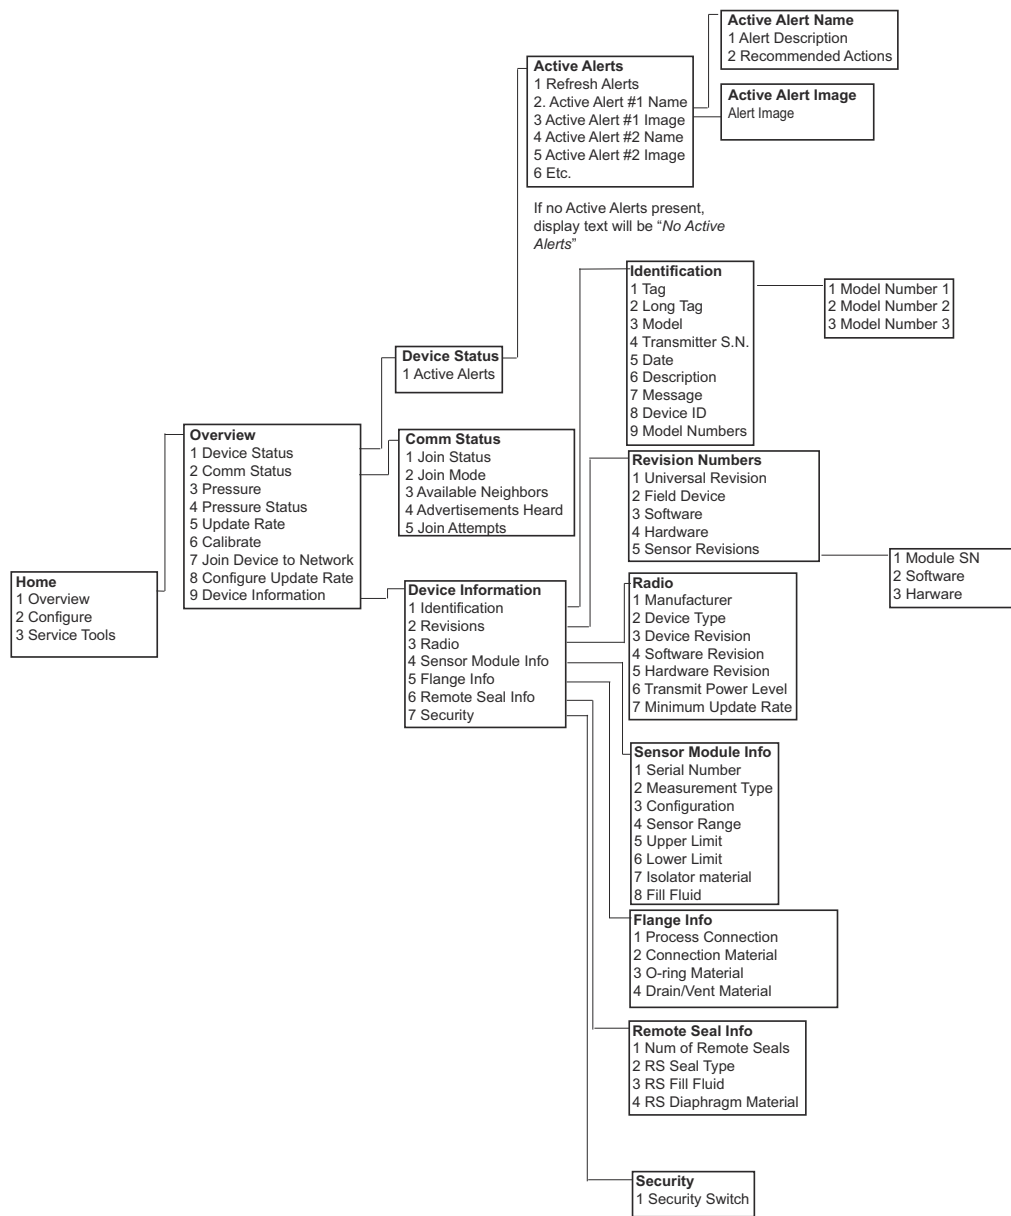 Active Alert Name
1 Alert Description
2 Recommended Actions
Active Alerts
1 Refresh Alerts
2. Active Alert #1 Name
3 Active Alert #1 Image
4 Active Alert #2 Name
5 Active Alert #2 Image
6 Etc.
Active Alert Image
Alert Image
If no Active Alerts present,
display text will be “No Active
Alerts”
Identification
1 Tag
2 Long Tag
3 Model
4 Transmitter S.N.
5 Date
6 Description
7 Message
8 Device ID
9 Model Numbers
1 Model Number 1
2 Model Number 2
3 Model Number 3
Device Status
1 Active Alerts
Overview
1 Device Status
2 Comm Status
3 Pressure
4 Pressure Status
5 Update Rate
6 Calibrate
7 Join Device to Network
8 Configure Update Rate
9 Device Information
Comm Status
1 Join Status
2 Join Mode
3 Available Neighbors
4 Advertisements Heard
5 Join Attempts
Revision Numbers
1 Universal Revision
2 Field Device
3 Software
4 Hardware
5 Sensor Revisions
1 Module SN
2 Software
3 Harware
Home
1 Overview
2 Configure
3 Service Tools
Device Information
1 Identification
2 Revisions
3 Radio
4 Sensor Module Info
5 Flange Info
6 Remote Seal Info
7 Security
Radio
1 Manufacturer
2 Device Type
3 Device Revision
4 Software Revision
5 Hardware Revision
6 Transmit Power Level
7 Minimum Update Rate
Sensor Module Info
1 Serial Number
2 Measurement Type
3 Configuration
4 Sensor Range
5 Upper Limit
6 Lower Limit
7 Isolator material
8 Fill Fluid
Flange Info
1 Process Connection
2 Connection Material
3 O-ring Material
4 Drain/Vent Material
Remote Seal Info
1 Num of Remote Seals
2 RS Seal Type
3 RS Fill Fluid
4 RS Diaphragm Material
Security
1 Security Switch